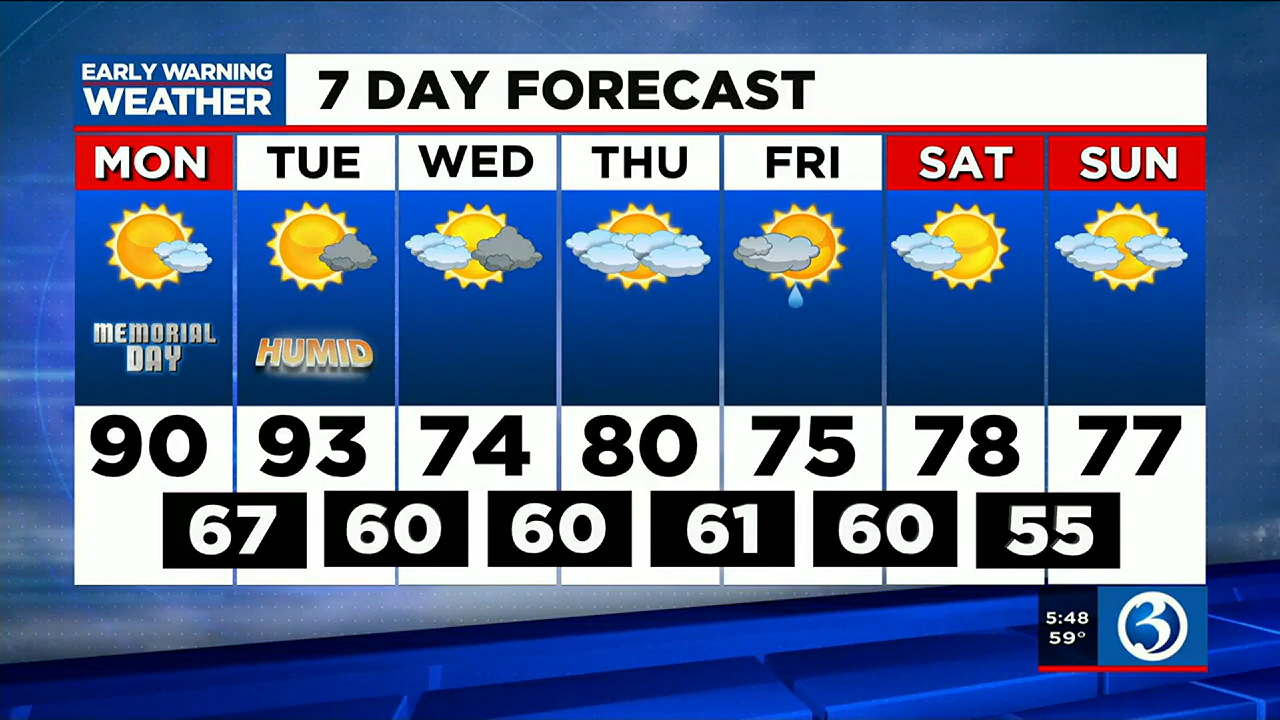 EARLY WARNING
WEATHER
7 DAY FORECAST
MON TUE WED THU FRI SAT SUN
MEMORIAL
DAY
HUMID
90 93 74 80 75 78 77
67 60 60 61 60 55
5:48
59°
3